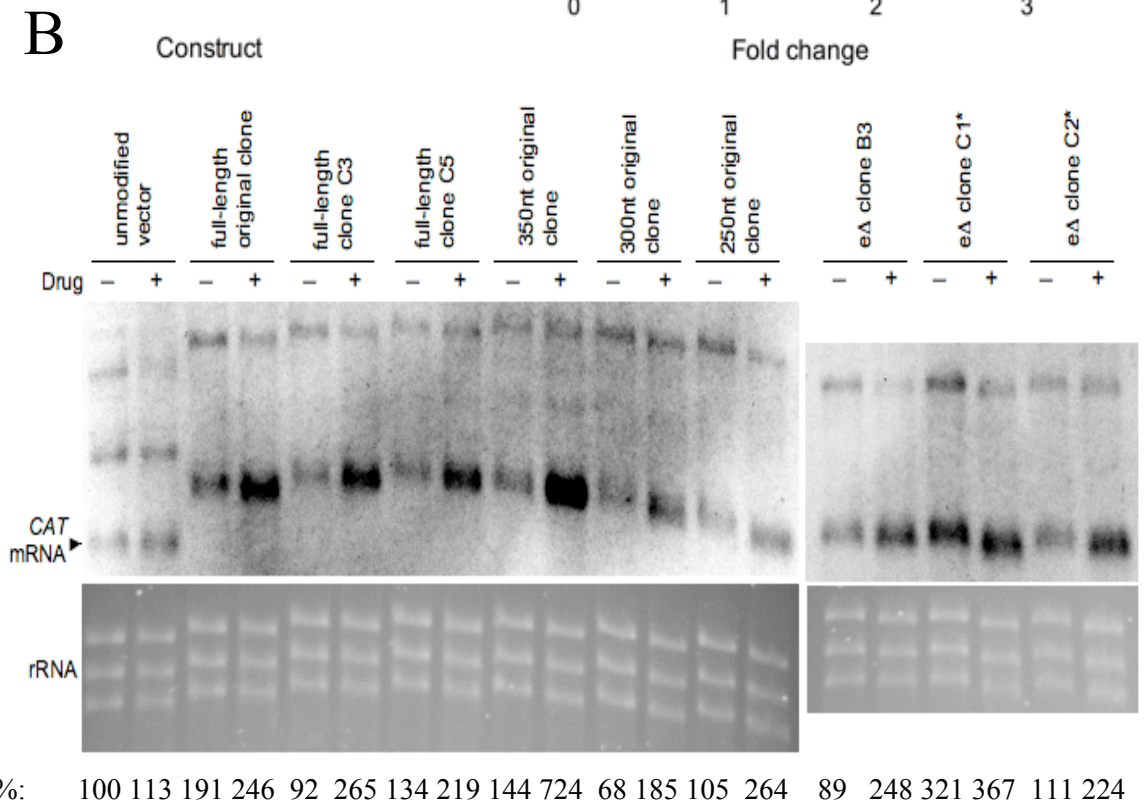 0 1 2 3
B
Construct Fold change
unmodified
vector
full-length
original clone
full-length
clone C3
full-length
clone C5
350nt original
clone
300nt original
clone
250nt original
clone
eΔ clone B3
eΔ clone C1*
eΔ clone C2*
Drug – + – + – + – + – + – + – + – + – + – +
CAT
mRNA
rRNA
%: 100 113 191 246 92 265 134 219 144 724 68 185 105 264 89 248 321 367 111 224